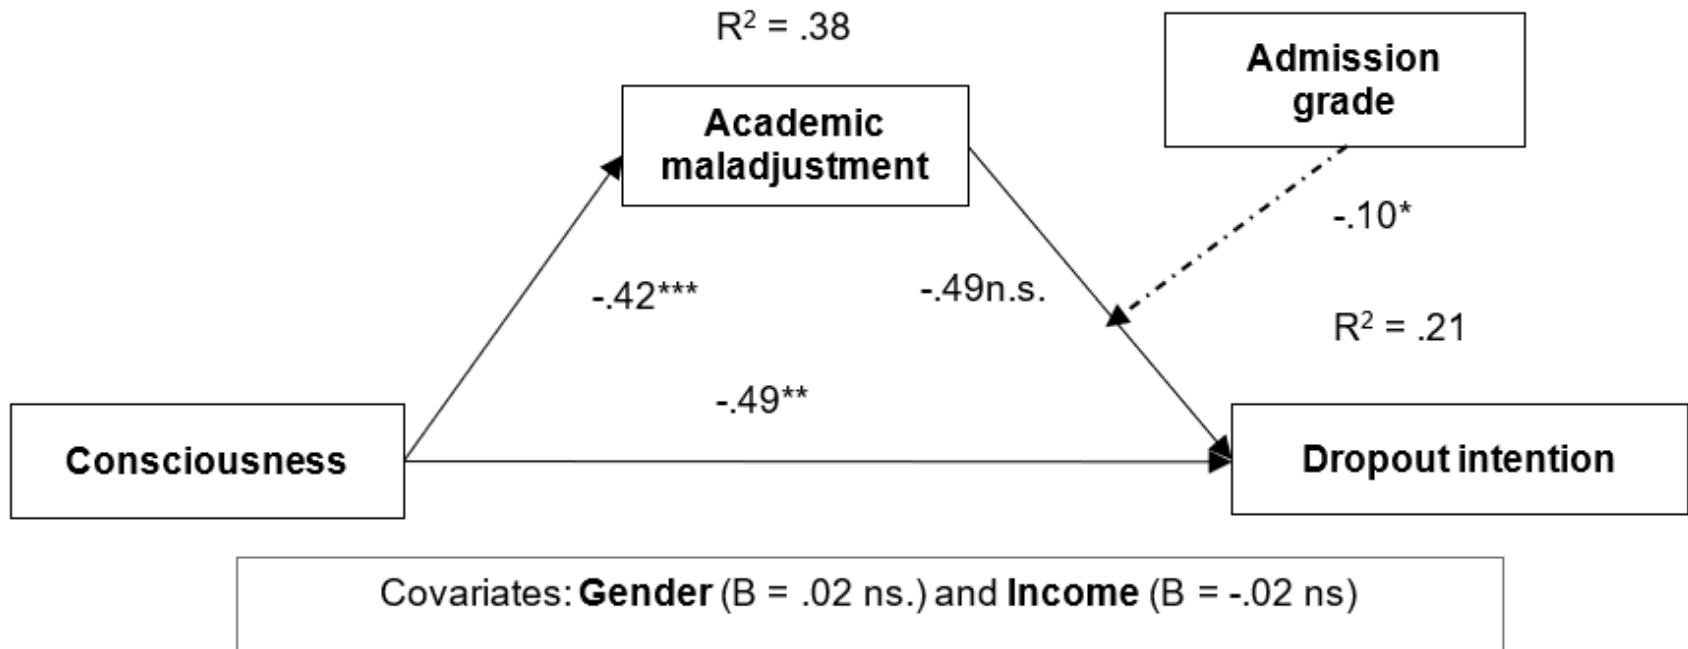 R² = .38
Admission
grade
Academic
maladjustment
-.10*
-.42***
-.49n.s.
R² = .21
-.49**
Consciousness
Dropout intention
Covariates: Gender (B = .02 ns.) and Income (B = -.02 ns)